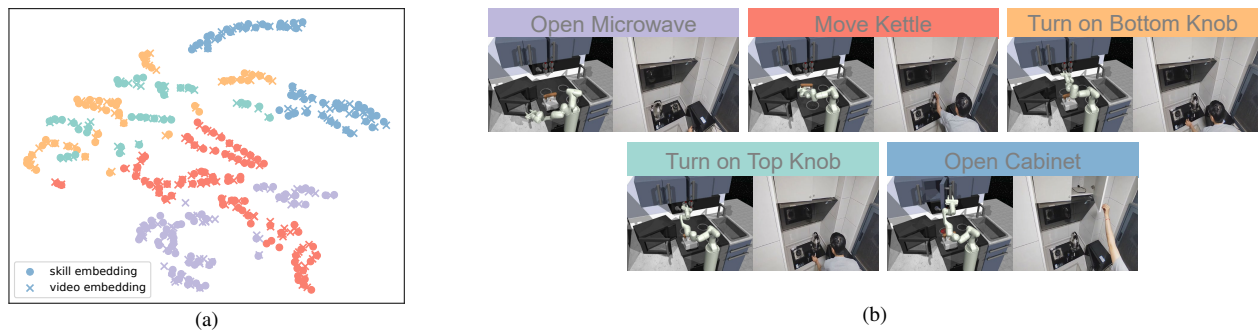 skill embedding
video embedding
(a)
Open Microwave
Move Kettle
Turn on Bottom Knob
Turn on Top Knob
Open Cabinet
(b)